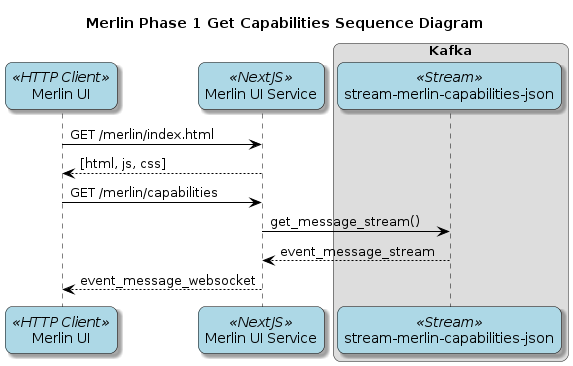 Merlin Phase 1 Get Capabilities Sequence Diagram
Kafka
«HTTP Client»
Merlin UI
«NextJS»
Merlin UI Service
«Stream»
stream-merlin-capabilities-json
GET /merlin/index.html
[html, js, css]
GET /merlin/capabilities
get_message_stream()
event_message_stream
event_message_websocket
«HTTP Client»
Merlin UI
«NextJS»
Merlin UI Service
«Stream»
stream-merlin-capabilities-json